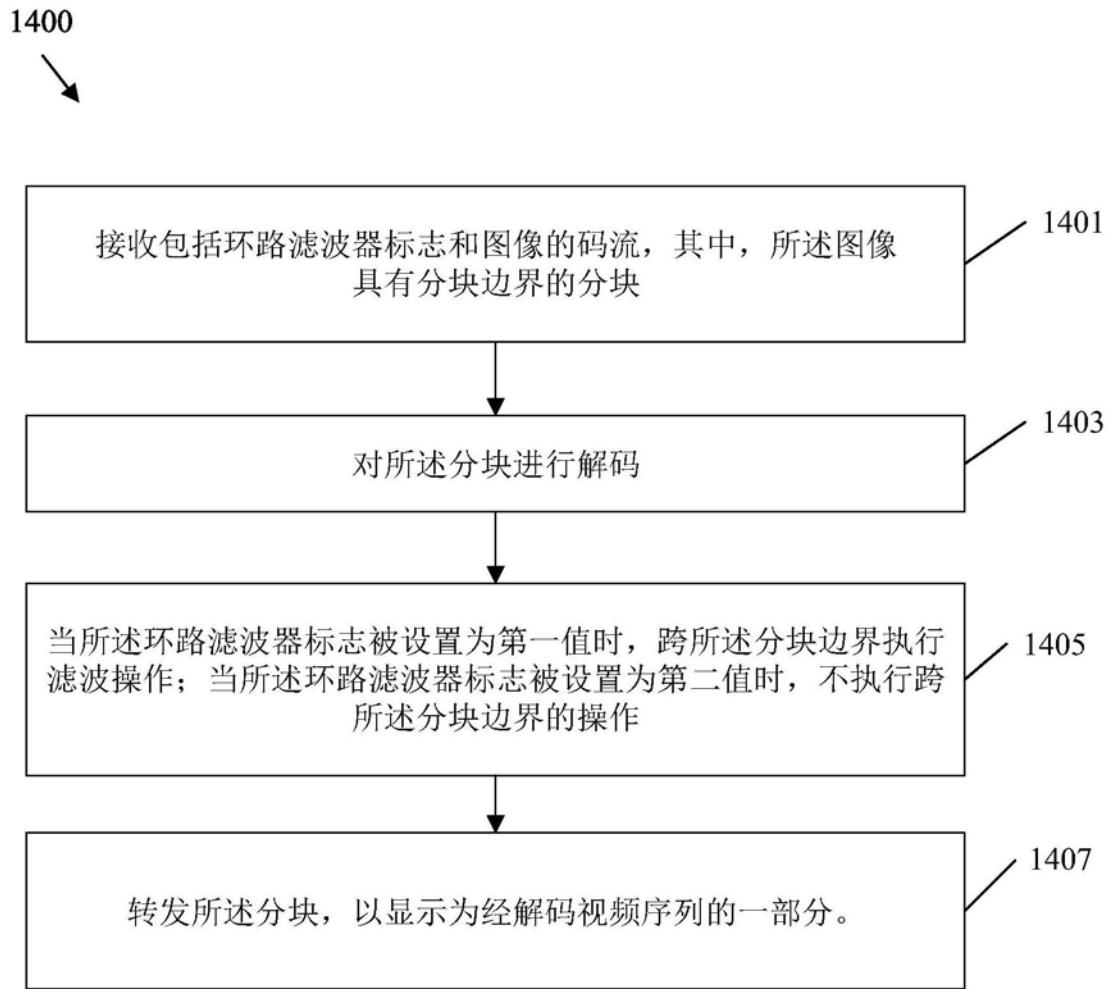 1400
接收包括环路滤波器标志和图像的码流，其中，所述图像
具有分块边界的分块
1401
对所述分块进行解码
1403
当所述环路滤波器标志被设置为第一值时，跨所述分块边界执行
滤波操作；当所述环路滤波器标志被设置为第二值时，不执行跨
所述分块边界的操作
1405
转发所述分块，以显示为经解码视频序列的一部分。
1407